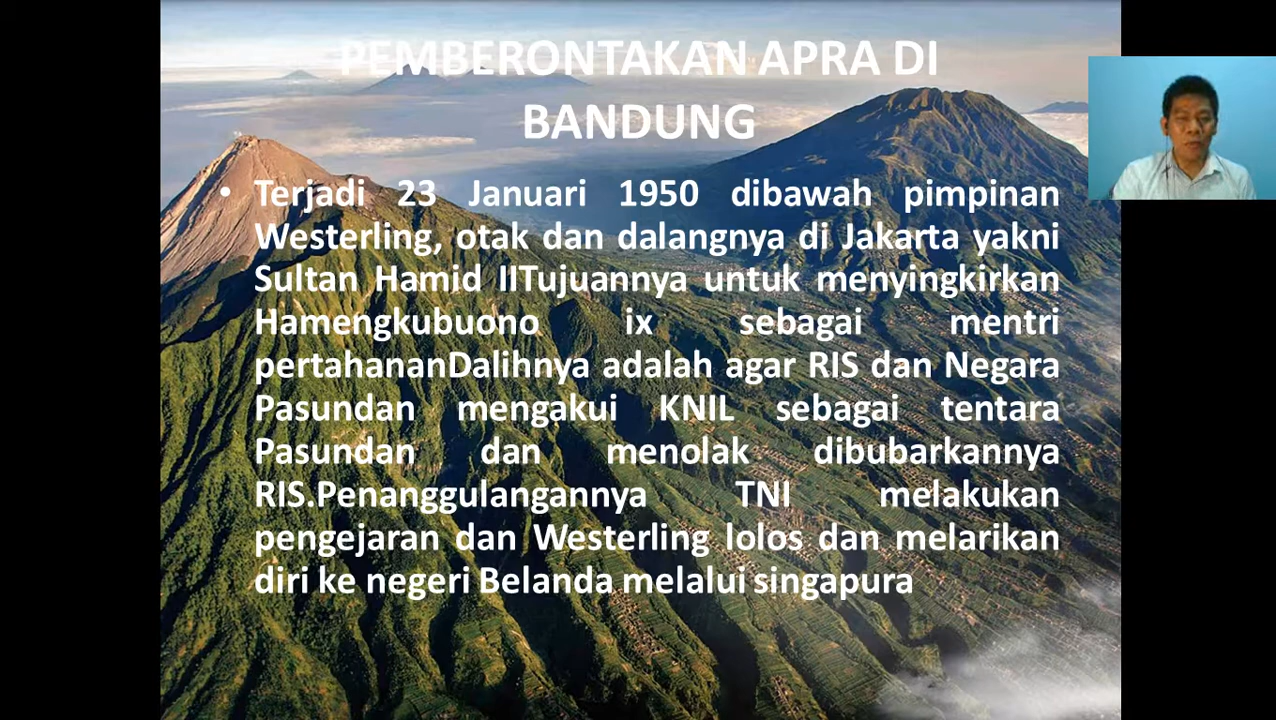 PEMBERONTAKAN APRA DI
BANDUNG
• Terjadi 23 Januari 1950 dibawah pimpinan
Westerling, otak dan dalangnya di Jakarta yakni
Sultan Hamid IITujuannya untuk menyingkirkan
Hamengkubuono ix sebagai mentri
pertahananDalihnya adalah agar RIS dan Negara
Pasundan mengakui KNIL sebagai tentara
Pasundan dan menolak dibubarkannya
RIS.Penanggulangannya TNI melakukan
pengejaran dan Westerling lolos dan melarikan
diri ke negeri Belanda melalui singapura